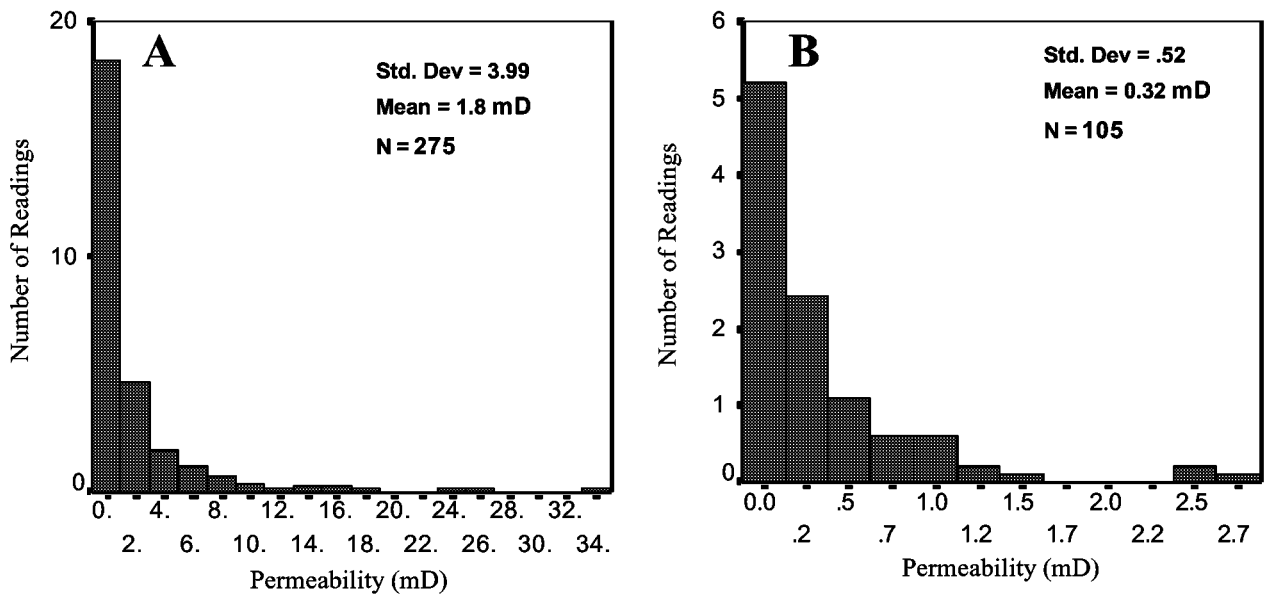 A
Std. Dev = 3.99
Mean = 1.8 mD
N = 275
Number of Readings
20
10
0
0. 4. 8. 12. 16. 20. 24. 28. 32.
2. 6. 10. 14. 18. 22. 26. 30. 34.
Permeability (mD)
B
Std. Dev = .52
Mean = 0.32 mD
N = 105
Number of Readings
6
5
4
3
2
1
0
0.0 .5 1.0 1.5 2.0 2.5
.2 .7 1.2 1.7 2.2 2.7
Permeability (mD)